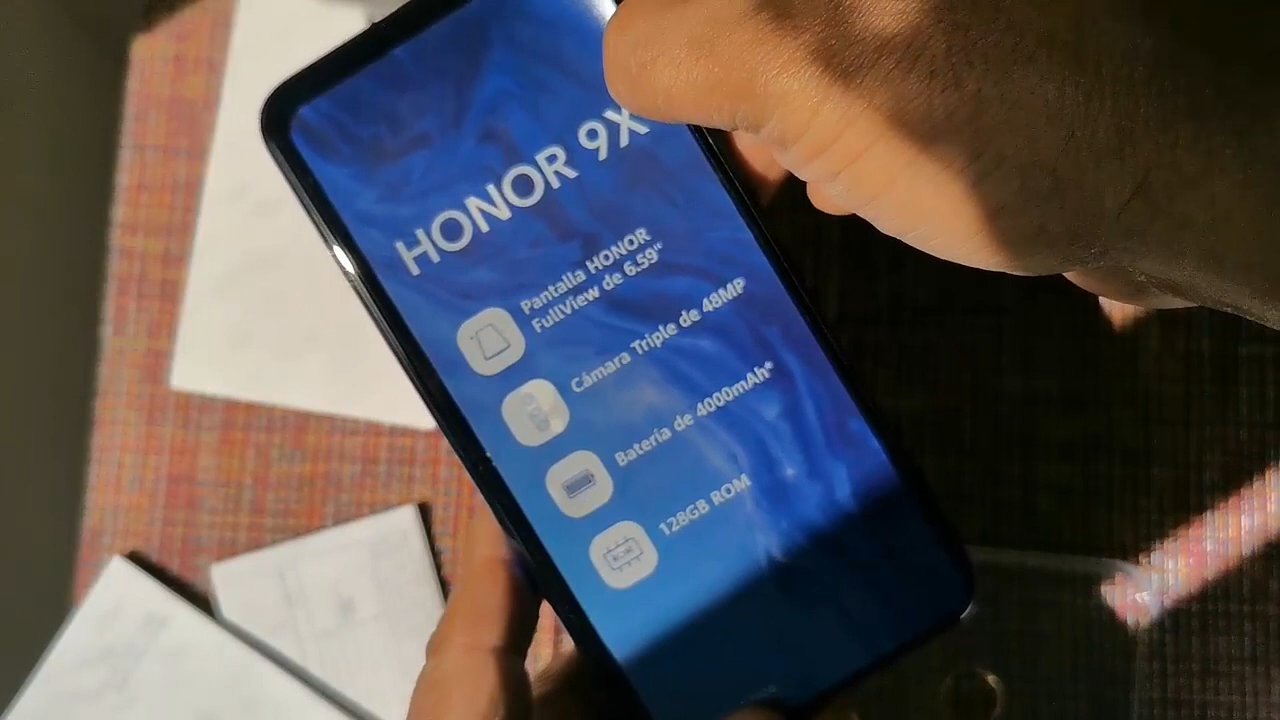 HONOR 9X
Pantalla HONOR
FullView de 6.59"
Cámara Triple de 48MP
Batería de 4000mAh*
128GB ROM